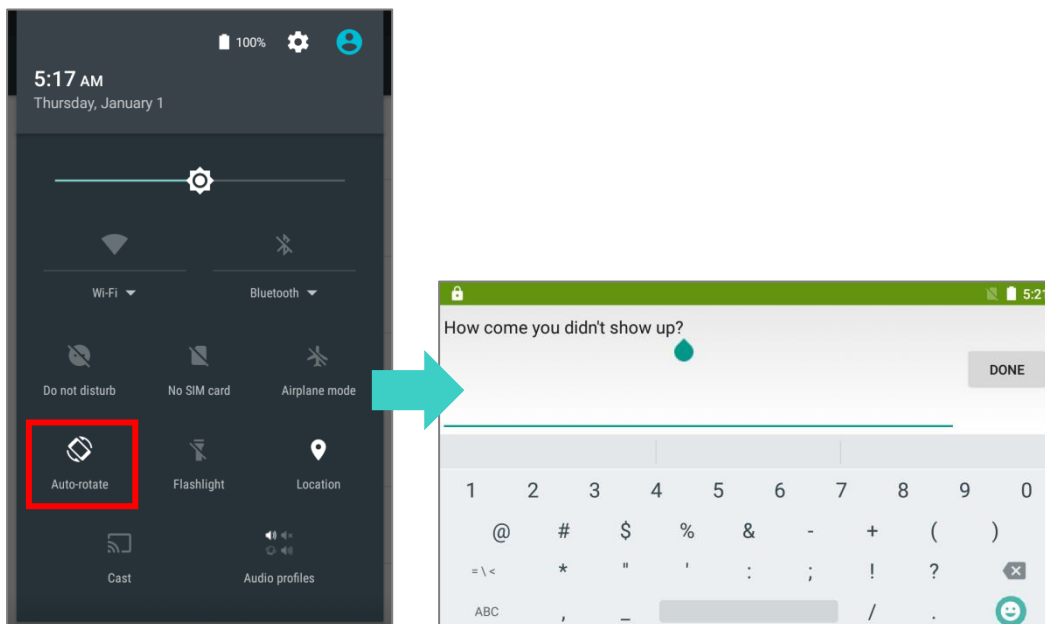 100%
5:17 AM
Thursday, January 1
Wi-Fi
Bluetooth
Do not disturb
No SIM card
Airplane mode
Auto-rotate
Flashlight
Location
Cast
Audio profiles
5:21
How come you didn't show up?
DONE
1 2 3 4 5 6 7 8 9 0
@ # $ % & - + ( )
= \ < * " ' : ; ! ?
ABC , _ / .